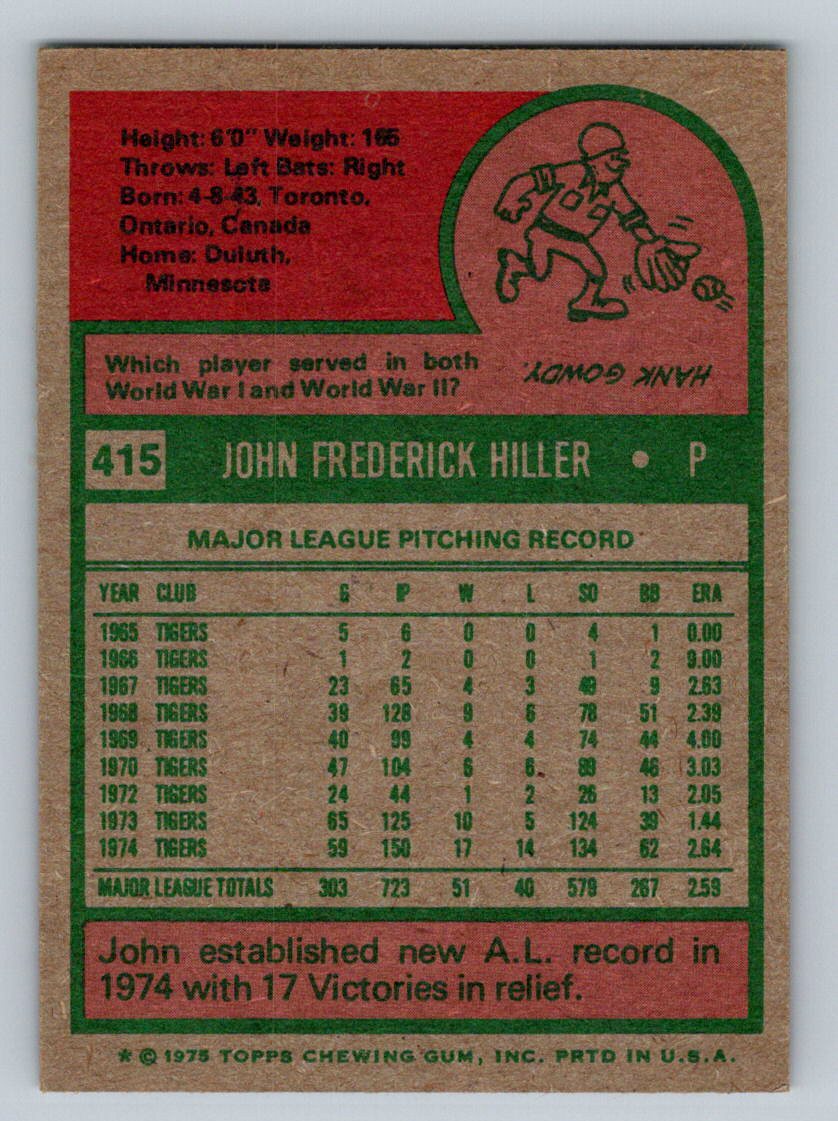 Height: 6'0" Weight: 165
Throws: Left Bats: Right
Born: 4-8-43, Toronto,
Ontario, Canada
Home: Duluth,
Minnesota
Which player served in both
World War I and World War II?
HANK GOWDY.
415 JOHN FREDERICK HILLER • P
MAJOR LEAGUE PITCHING RECORD
YEAR CLUB G IP W L SO BB ERA
1965 TIGERS 5 6 0 0 4 1 0.00
1966 TIGERS 1 2 0 0 1 2 9.00
1967 TIGERS 23 65 4 3 49 9 2.63
1968 TIGERS 39 128 9 6 78 51 2.39
1969 TIGERS 40 99 4 4 74 44 4.00
1970 TIGERS 47 104 6 6 89 46 3.03
1972 TIGERS 24 44 1 2 26 13 2.05
1973 TIGERS 65 125 10 5 124 39 1.44
1974 TIGERS 59 150 17 14 134 62 2.64
MAJOR LEAGUE TOTALS 303 723 51 40 579 267 2.59
John established new A.L. record in
1974 with 17 Victories in relief.
* © 1975 TOPPS CHEWING GUM, INC. PRTD IN U.S.A.